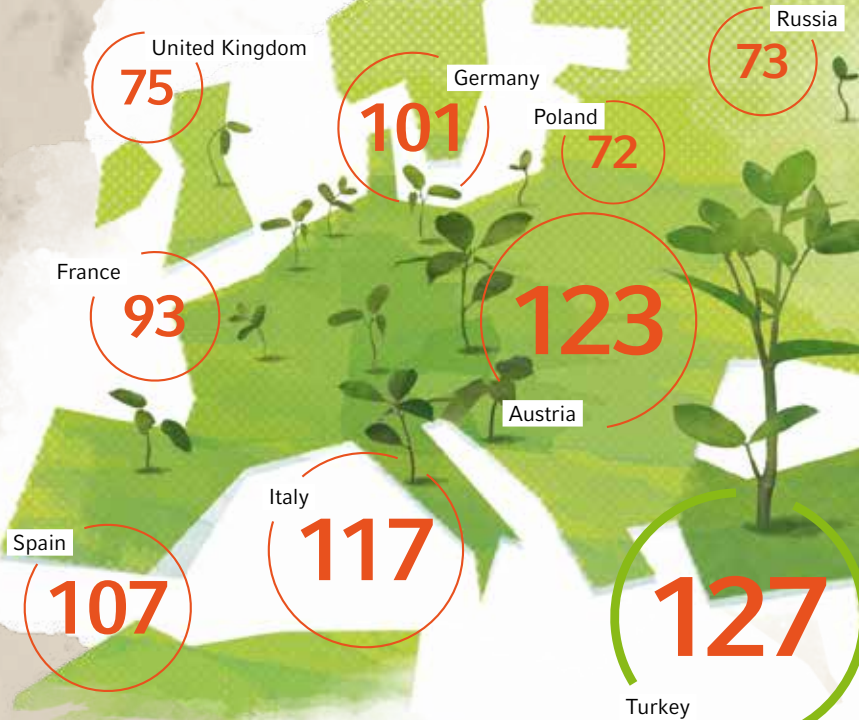 Russia
73
United Kingdom
75
Germany
101
Poland
72
France
93
123
Austria
Italy
117
Spain
107
127
Turkey